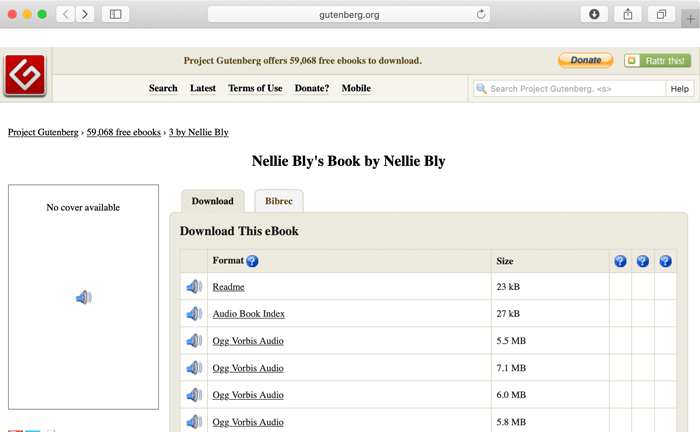 gutenberg.org
Project Gutenberg offers 59,068 free ebooks to download.
Donate
Flattr this!
Search Latest Terms of Use Donate? Mobile
Search Project Gutenberg. <s>
Help
Project Gutenberg › 59,068 free ebooks › 3 by Nellie Bly
Nellie Bly's Book by Nellie Bly
No cover available
Download Bibrec
Download This eBook
Format ? Size ? ? ?
Readme 23 kB
Audio Book Index 27 kB
Ogg Vorbis Audio 5.5 MB
Ogg Vorbis Audio 7.1 MB
Ogg Vorbis Audio 6.0 MB
Ogg Vorbis Audio 5.8 MB